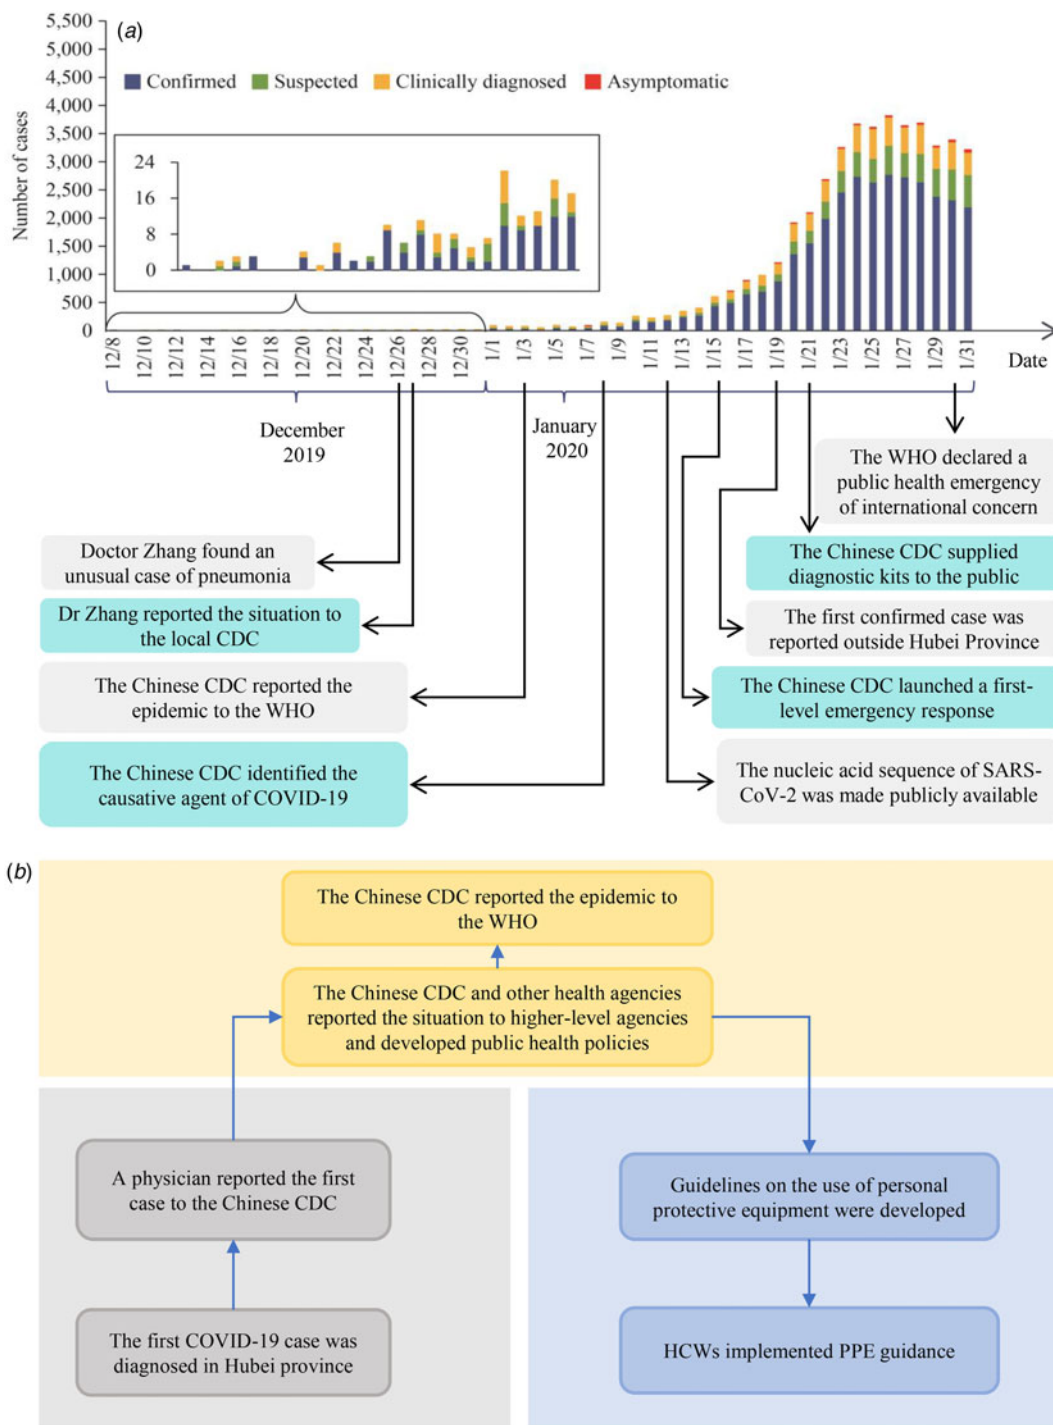 (a)
5,500
5,000
4,500
4,000
3,500
3,000
2,500
2,000
1,500
1,000
500
0
Number of cases
Confirmed Suspected Clinically diagnosed Asymptomatic
24
16
8
0
12/8 12/10 12/12 12/14 12/16 12/18 12/20 12/22 12/24 12/26 12/28 12/30 1/1 1/3 1/5 1/7 1/9 1/11 1/13 1/15 1/17 1/19 1/21 1/23 1/25 1/27 1/29 1/31
Date
December
2019
January
2020
Doctor Zhang found an
unusual case of pneumonia
Dr Zhang reported the situation to
the local CDC
The Chinese CDC reported the
epidemic to the WHO
The Chinese CDC identified the
causative agent of COVID-19
The WHO declared a
public health emergency
of international concern
The Chinese CDC supplied
diagnostic kits to the public
The first confirmed case was
reported outside Hubei Province
The Chinese CDC launched a first-
level emergency response
The nucleic acid sequence of SARS-
CoV-2 was made publicly available
(b)
The Chinese CDC reported the epidemic to
the WHO
The Chinese CDC and other health agencies
reported the situation to higher-level agencies
and developed public health policies
A physician reported the first
case to the Chinese CDC
The first COVID-19 case was
diagnosed in Hubei province
Guidelines on the use of personal
protective equipment were developed
HCWs implemented PPE guidance